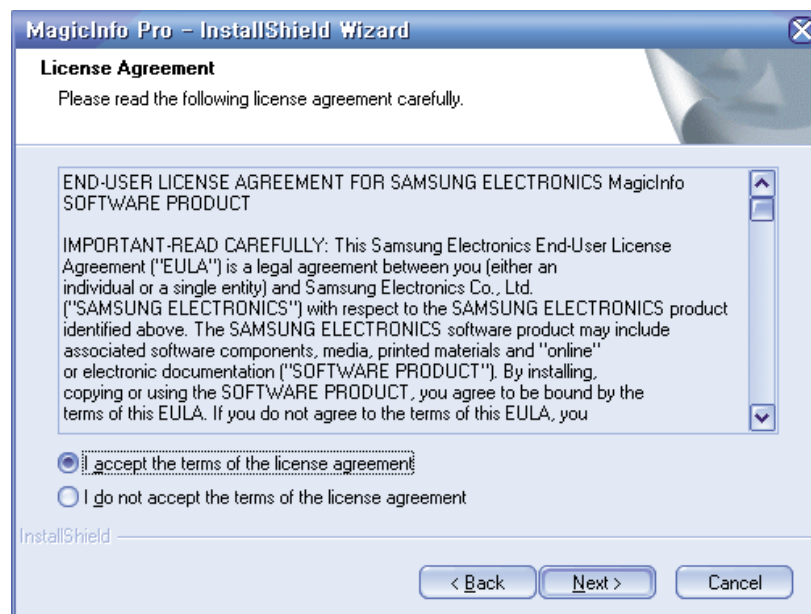 MagicInfo Pro - InstallShield Wizard
License Agreement
Please read the following license agreement carefully.
END-USER LICENSE AGREEMENT FOR SAMSUNG ELECTRONICS MagicInfo
SOFTWARE PRODUCT
IMPORTANT-READ CAREFULLY: This Samsung Electronics End-User License
Agreement ("EULA") is a legal agreement between you (either an
individual or a single entity) and Samsung Electronics Co., Ltd.
("SAMSUNG ELECTRONICS") with respect to the SAMSUNG ELECTRONICS product
identified above. The SAMSUNG ELECTRONICS software product may include
associated software components, media, printed materials and "online"
or electronic documentation ("SOFTWARE PRODUCT"). By installing,
copying or using the SOFTWARE PRODUCT, you agree to be bound by the
terms of this EULA. If you do not agree to the terms of this EULA, you
I accept the terms of the license agreement
I do not accept the terms of the license agreement
InstallShield
< Back
Next >
Cancel